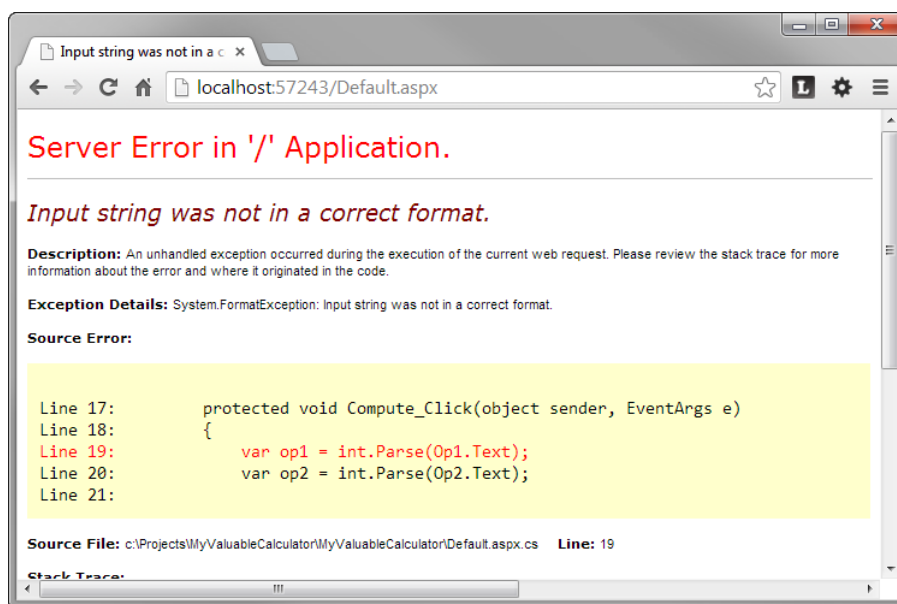 Input string was not in a c
localhost:57243/Default.aspx
L
Server Error in '/' Application.
Input string was not in a correct format.
Description: An unhandled exception occurred during the execution of the current web request. Please review the stack trace for more
information about the error and where it originated in the code.
Exception Details: System.FormatException: Input string was not in a correct format.
Source Error:
Line 17:         protected void Compute_Click(object sender, EventArgs e)
Line 18:         {
Line 19:             var op1 = int.Parse(Op1.Text);
Line 20:             var op2 = int.Parse(Op2.Text);
Line 21:
Source File: c:\Projects\MyValuableCalculator\MyValuableCalculator\Default.aspx.cs    Line: 19
Stack Trace: